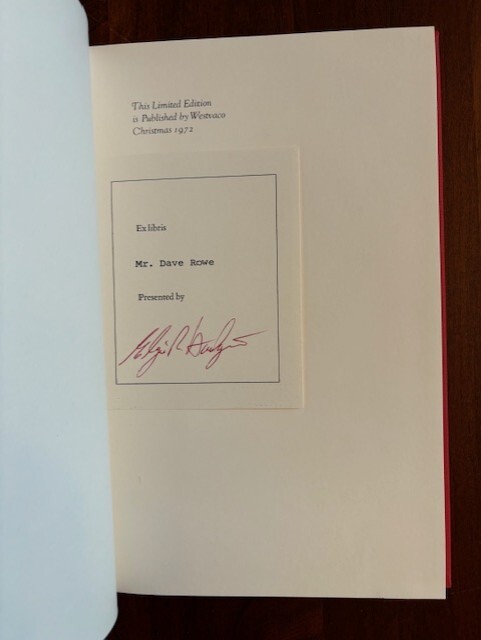 This Limited Edition
is Published by Westvaco
Christmas 1972
Ex libris
Mr. Dave Rowe
Presented by